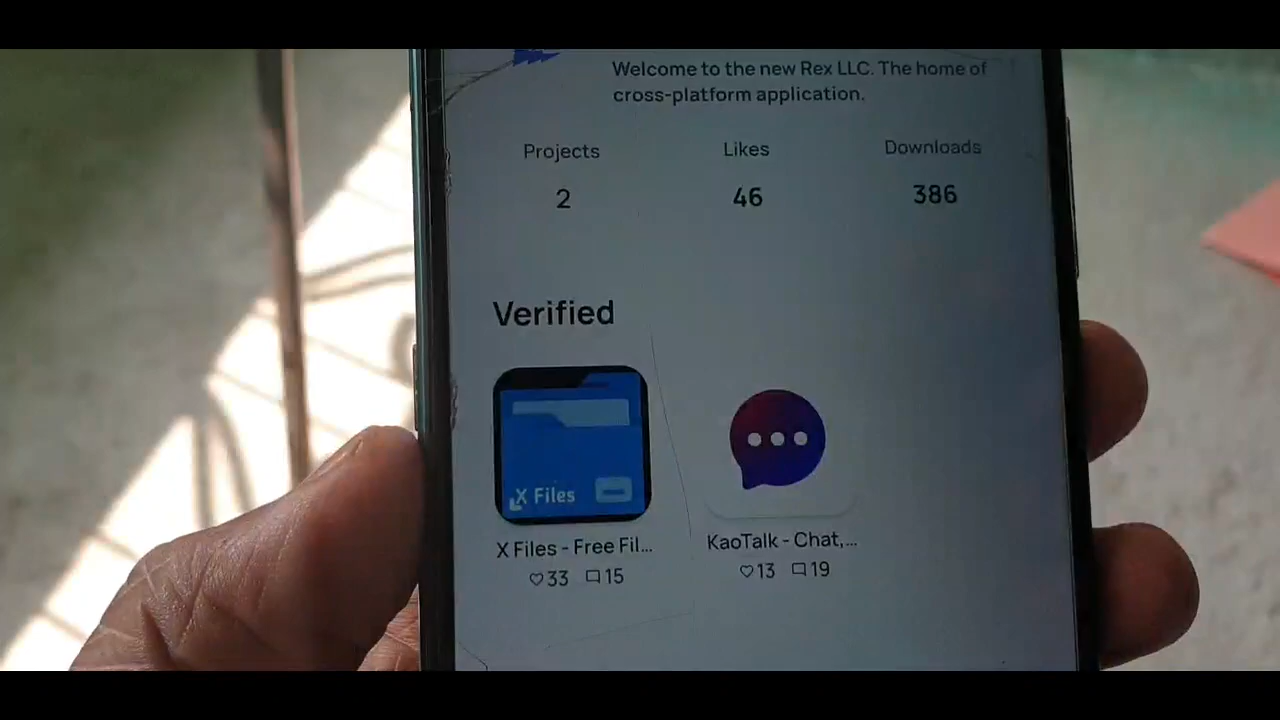 Welcome to the new Rex LLC. The home of
cross-platform application.
Projects
Likes
Downloads
2
46
386
Verified
X Files
X Files - Free Fil...
KaoTalk - Chat,...
33
15
13
19